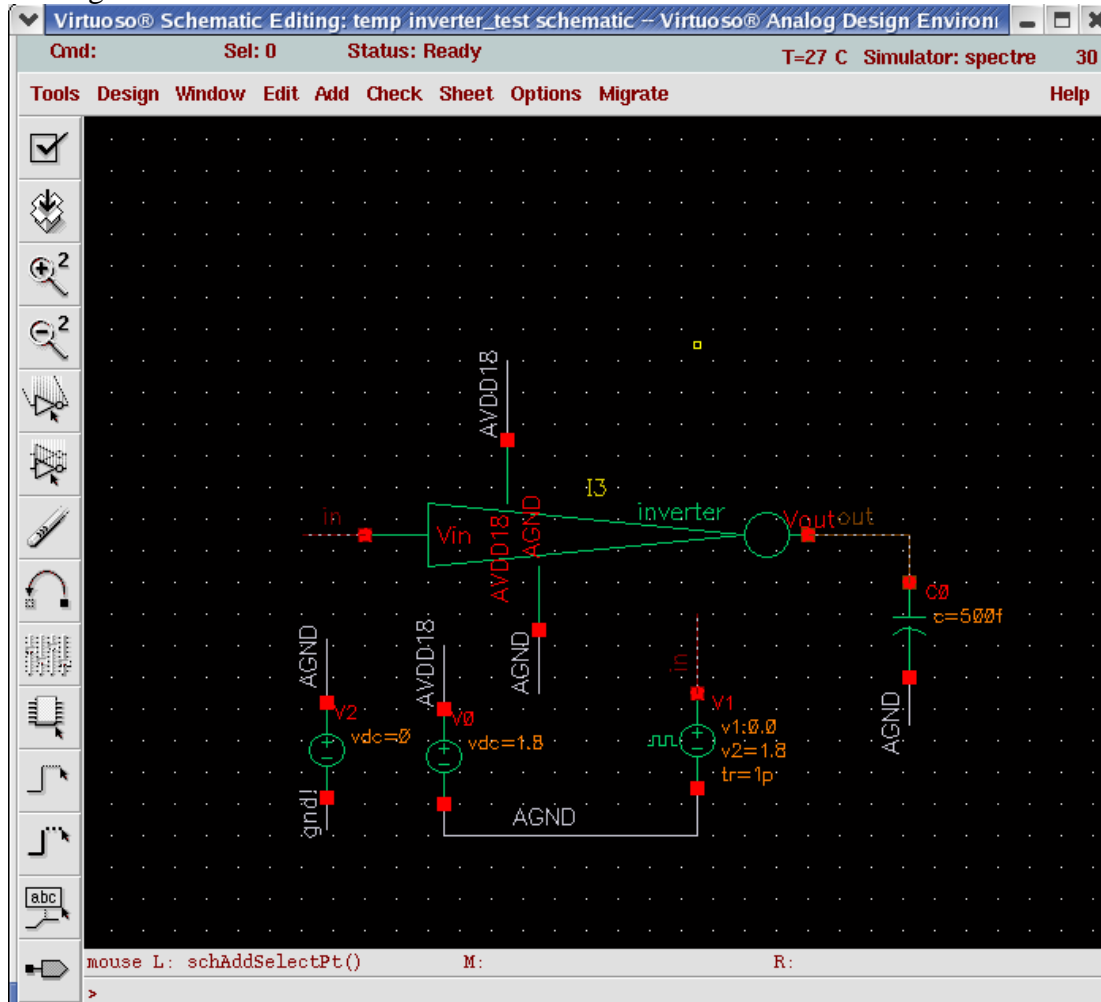 Virtuoso® Schematic Editing: temp inverter_test schematic -- Virtuoso® Analog Design Environ
Cmd: Sel: 0 Status: Ready T=27 C Simulator: spectre 30
Tools Design Window Edit Add Check Sheet Options Migrate Help
2
2
AVDD18
I3
inverter
in
Vin
AVDD18
AGND
Vout
out
C0
c=500f
AGND
AGND
AGND
V2
vdc=0
gnd!
AVDD18
V0
vdc=1.8
in
V1
v1:0.0
v2=1.8
tr=1p
AGND
abc
mouse L: schAddSelectPt() M: R:
>